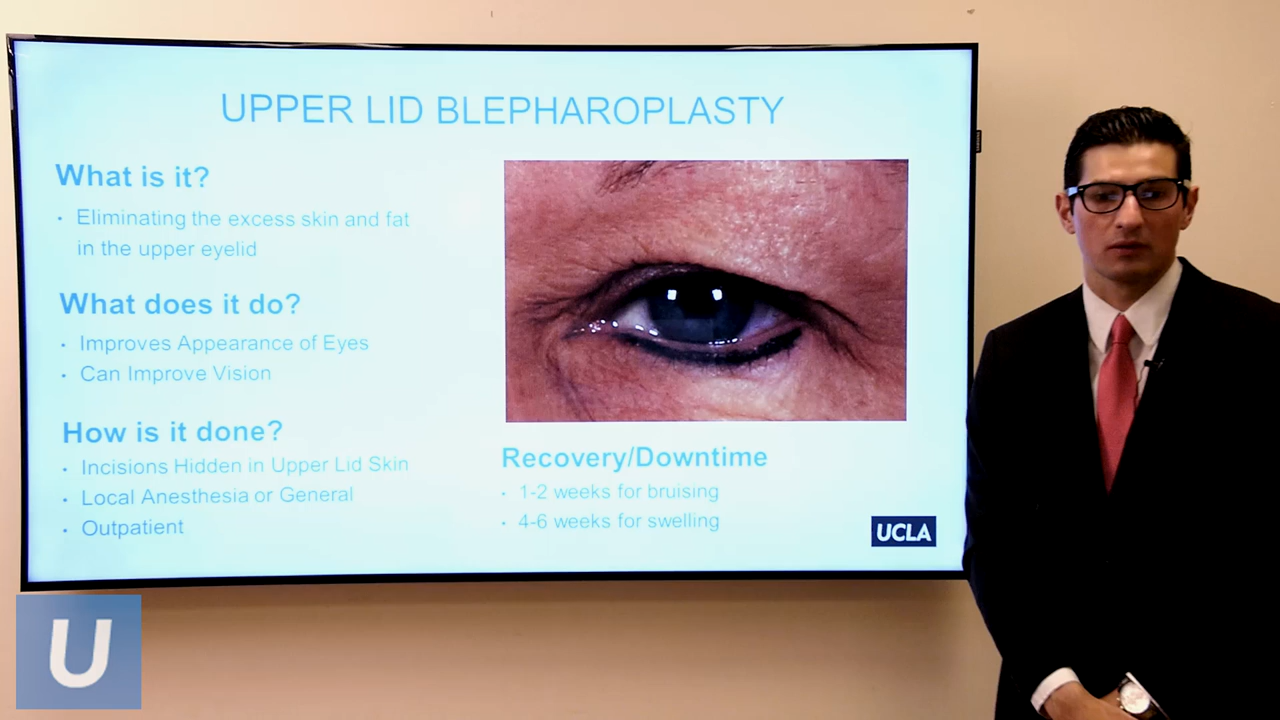 UPPER LID BLEPHAROPLASTY
What is it?
• Eliminating the excess skin and fat
in the upper eyelid
What does it do?
• Improves Appearance of Eyes
• Can Improve Vision
How is it done?
• Incisions Hidden in Upper Lid Skin
• Local Anesthesia or General
• Outpatient
Recovery/Downtime
• 1-2 weeks for bruising
• 4-6 weeks for swelling
UCLA
U